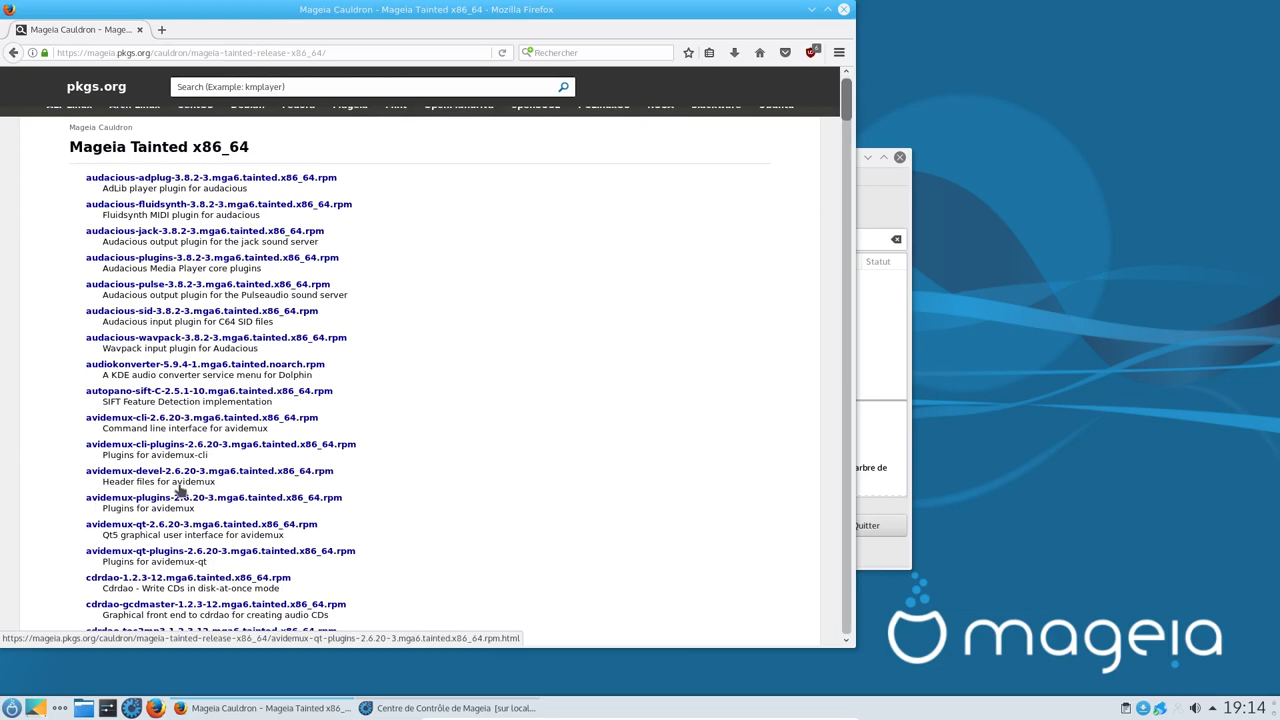 Mageia Cauldron - Mageia Tainted x86_64 - Mozilla Firefox
Mageia Cauldron - Mage...
https://mageia.pkgs.org/cauldron/mageia-tainted-release-x86_64/
Rechercher
6
pkgs.org
Search (Example: kmplayer)
Mageia Cauldron
Mageia Tainted x86_64
audacious-adplug-3.8.2-3.mga6.tainted.x86_64.rpm
AdLib player plugin for audacious
audacious-fluidsynth-3.8.2-3.mga6.tainted.x86_64.rpm
Fluidsynth MIDI plugin for audacious
audacious-jack-3.8.2-3.mga6.tainted.x86_64.rpm
Audacious output plugin for the jack sound server
audacious-plugins-3.8.2-3.mga6.tainted.x86_64.rpm
Audacious Media Player core plugins
audacious-pulse-3.8.2-3.mga6.tainted.x86_64.rpm
Audacious output plugin for the Pulseaudio sound server
audacious-sid-3.8.2-3.mga6.tainted.x86_64.rpm
Audacious input plugin for C64 SID files
audacious-wavpack-3.8.2-3.mga6.tainted.x86_64.rpm
Wavpack input plugin for Audacious
audiokonverter-5.9.4-1.mga6.tainted.noarch.rpm
A KDE audio converter service menu for Dolphin
autopano-sift-C-2.5.1-10.mga6.tainted.x86_64.rpm
SIFT Feature Detection implementation
avidemux-cli-2.6.20-3.mga6.tainted.x86_64.rpm
Command line interface for avidemux
avidemux-cli-plugins-2.6.20-3.mga6.tainted.x86_64.rpm
Plugins for avidemux-cli
avidemux-devel-2.6.20-3.mga6.tainted.x86_64.rpm
Header files for avidemux
avidemux-plugins-2.6.20-3.mga6.tainted.x86_64.rpm
Plugins for avidemux
avidemux-qt-2.6.20-3.mga6.tainted.x86_64.rpm
Qt5 graphical user interface for avidemux
avidemux-qt-plugins-2.6.20-3.mga6.tainted.x86_64.rpm
Plugins for avidemux-qt
cdrdao-1.2.3-12.mga6.tainted.x86_64.rpm
Cdrdao - Write CDs in disk-at-once mode
cdrdao-gcdmaster-1.2.3-12.mga6.tainted.x86_64.rpm
Graphical front end to cdrdao for creating audio CDs
https://mageia.pkgs.org/cauldron/mageia-tainted-release-x86_64/avidemux-qt-plugins-2.6.20-3.mga6.tainted.x86_64.rpm.html
Statut
arbre de
Quitter
mageia
Mageia Cauldron - Mageia Tainted x86_...
Centre de Contrôle de Mageia [sur local...
19:14